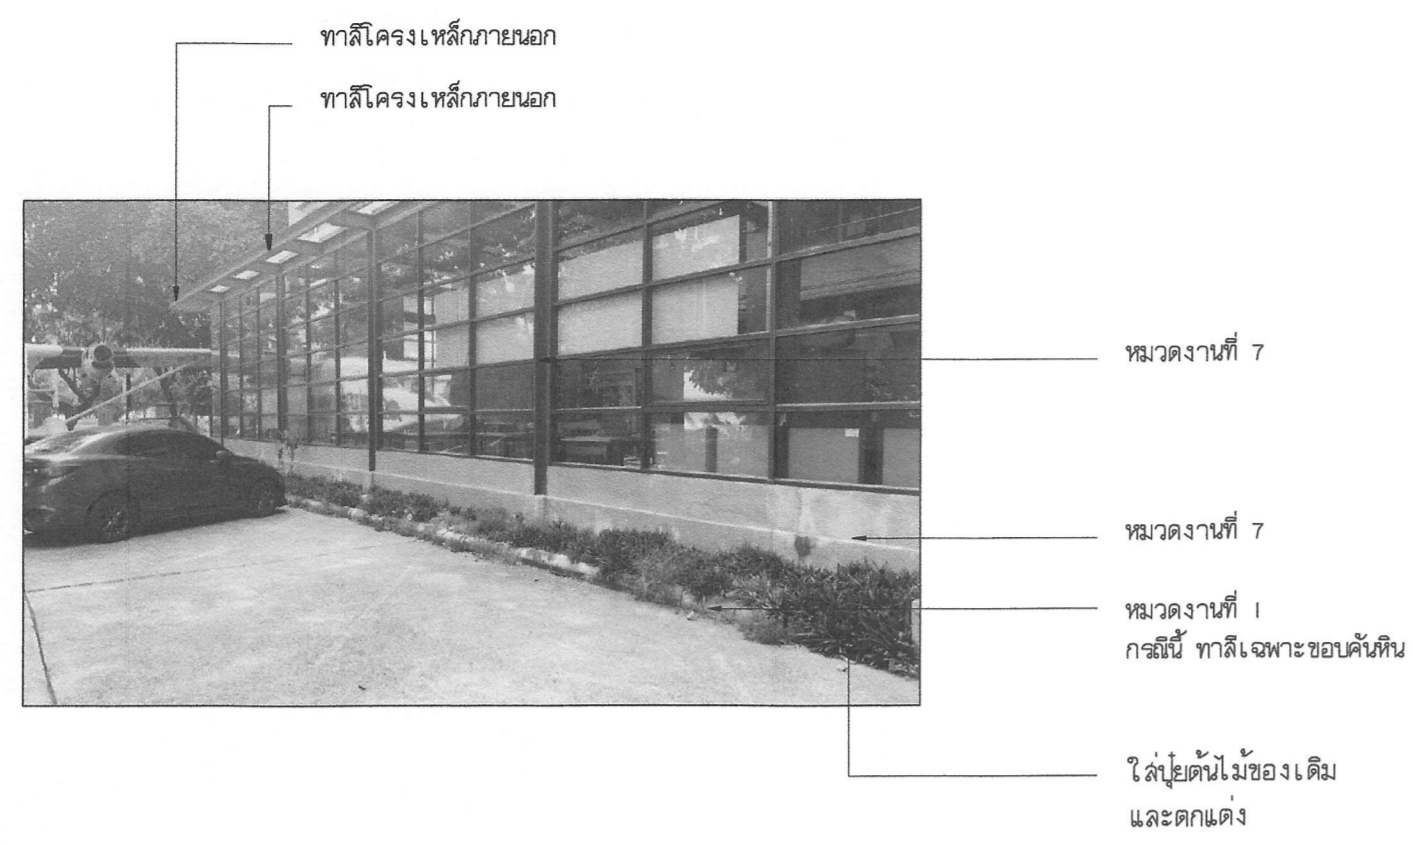 ทาสีโครงเหล็กภายนอก
ทาสีโครงเหล็กภายนอก
หมวดงานที่ 7
หมวดงานที่ 7
หมวดงานที่ 1
กรณีนี้ ทาสีเฉพาะขอบคันหิน
ใส่ปุ๋ยต้นไม้ของเดิม
และตกแต่ง